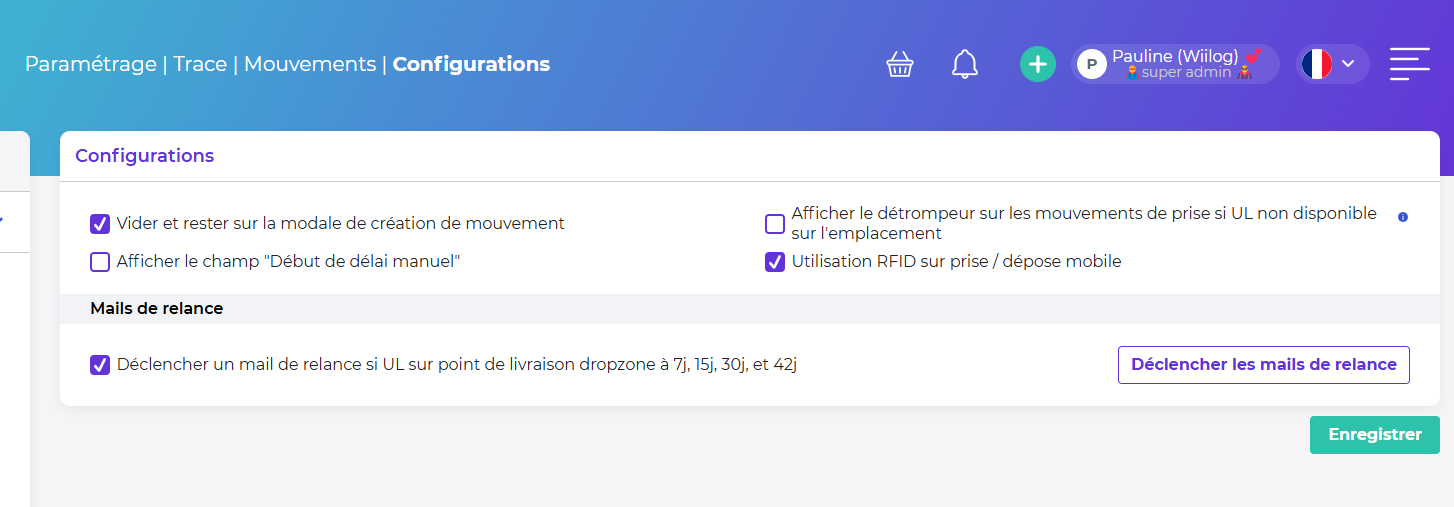 Paramétrage | Trace | Mouvements | Configurations
P
Pauline (Wiilog) 💕
super admin
Configurations
Vider et rester sur la modale de création de mouvement
Afficher le détrompeur sur les mouvements de prise si UL non disponible
sur l'emplacement
Afficher le champ "Début de délai manuel"
Utilisation RFID sur prise / dépose mobile
Mails de relance
Déclencher un mail de relance si UL sur point de livraison dropzone à 7j, 15j, 30j, et 42j
Déclencher les mails de relance
Enregistrer